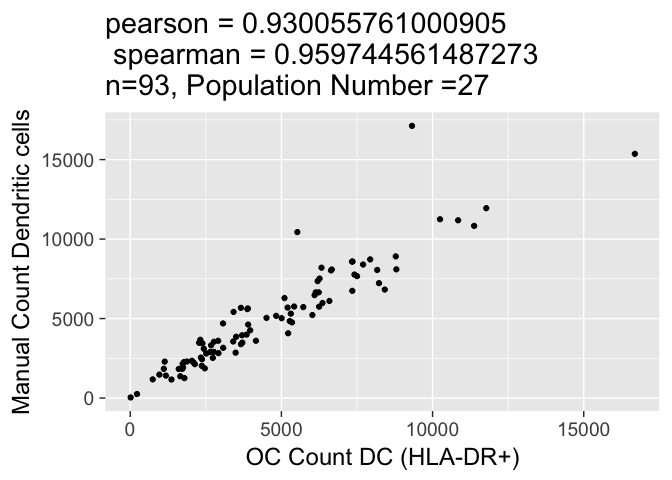 pearson = 0.930055761000905
spearman = 0.959744561487273
n=93, Population Number =27
Manual Count Dendritic cells
15000
10000
5000
0
0 5000 10000 15000
OC Count DC (HLA-DR+)